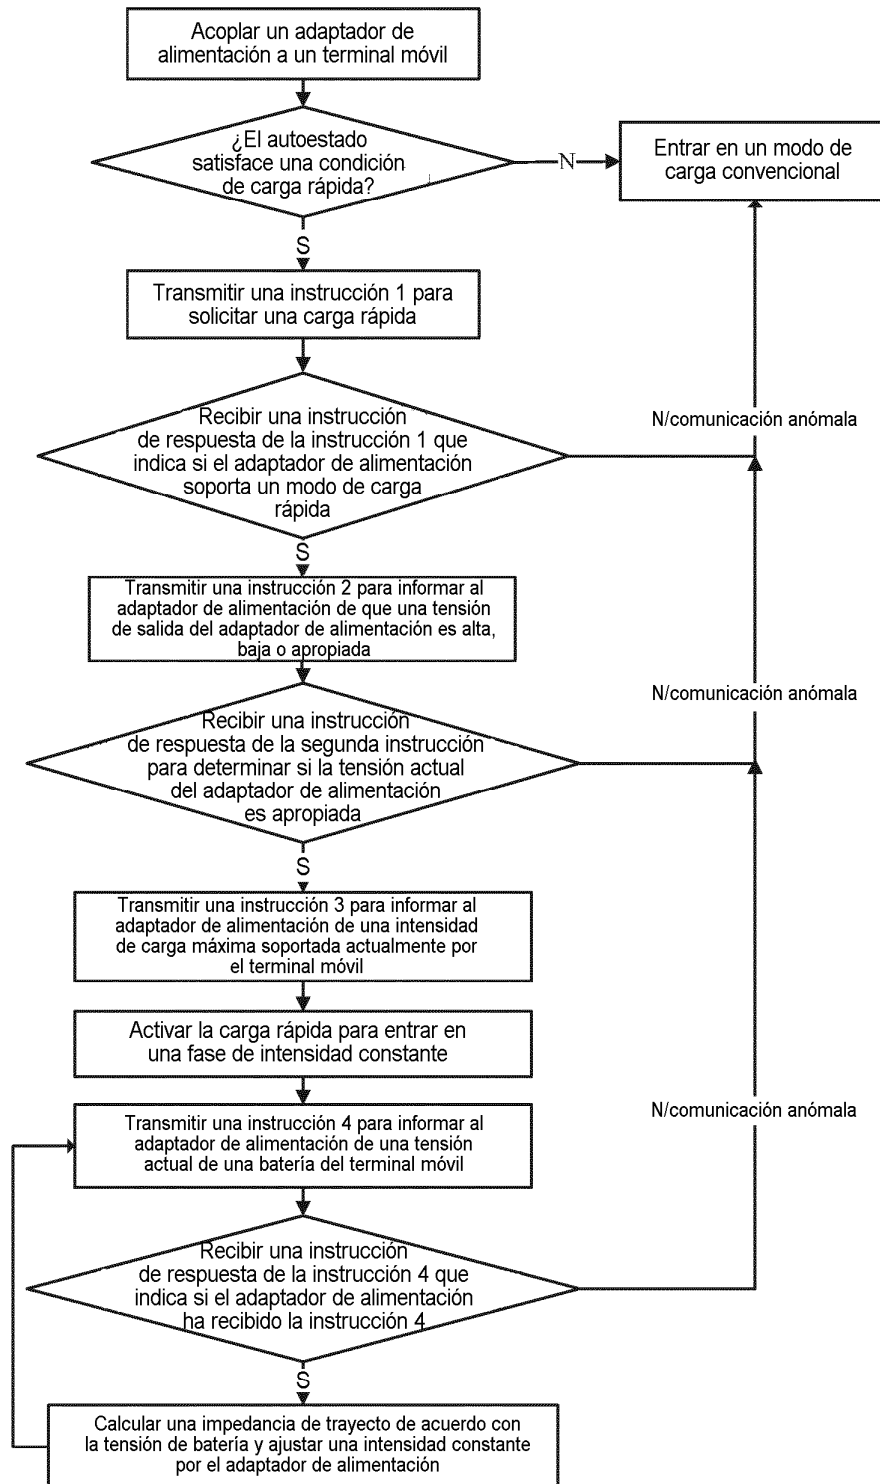 Acoplar un adaptador de
alimentación a un terminal móvil
¿El autoestado
satisface una condición
de carga rápida?
N
Entrar en un modo de
carga convencional
S
Transmitir una instrucción 1 para
solicitar una carga rápida
Recibir una instrucción
de respuesta de la instrucción 1 que
indica si el adaptador de alimentación
soporta un modo de carga
rápida
N/comunicación anómala
S
Transmitir una instrucción 2 para informar al
adaptador de alimentación de que una tensión
de salida del adaptador de alimentación es alta,
baja o apropiada
Recibir una instrucción
de respuesta de la segunda instrucción
para determinar si la tensión actual
del adaptador de alimentación
es apropiada
N/comunicación anómala
S
Transmitir una instrucción 3 para informar al
adaptador de alimentación de una intensidad
de carga máxima soportada actualmente por
el terminal móvil
Activar la carga rápida para entrar en
una fase de intensidad constante
Transmitir una instrucción 4 para informar al
adaptador de alimentación de una tensión
actual de una batería del terminal móvil
N/comunicación anómala
Recibir una instrucción
de respuesta de la instrucción 4 que
indica si el adaptador de alimentación
ha recibido la instrucción 4
S
Calcular una impedancia de trayecto de acuerdo con
la tensión de batería y ajustar una intensidad constante
por el adaptador de alimentación